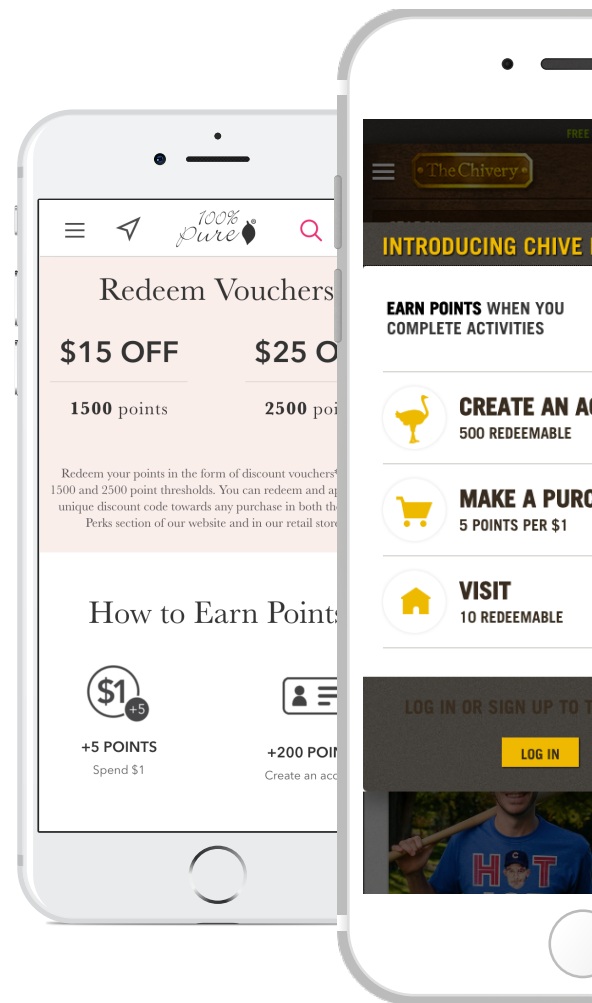 100%
pure
Redeem Vouchers
$15 OFF
$25 O
1500 points
2500 poi
Redeem your points in the form of discount vouchers*
1500 and 2500 point thresholds. You can redeem and ap
unique discount code towards any purchase in both the
Perks section of our website and in our retail store
How to Earn Points
$1
+5
+5 POINTS
Spend $1
+200 POIN
Create an acc
FREE
The Chivery
SEARCH
INTRODUCING CHIVE
EARN POINTS WHEN YOU
COMPLETE ACTIVITIES
CREATE AN AC
500 REDEEMABLE
MAKE A PURC
5 POINTS PER $1
VISIT
10 REDEEMABLE
LOG IN OR SIGN UP TO T
LOG IN
H T